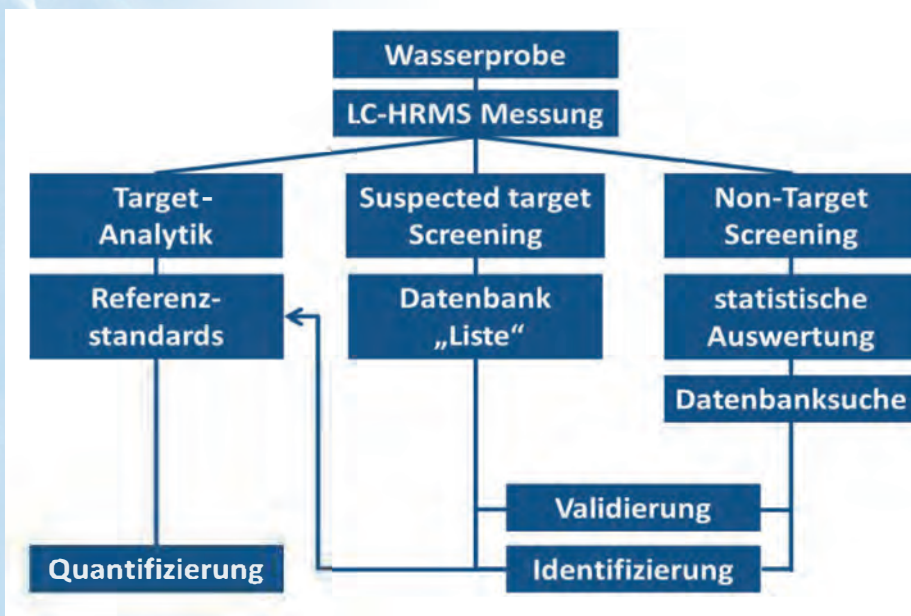 Wasserprobe
LC-HRMS Messung
Target-
Analytik
Suspected target
Screening
Non-Target
Screening
Referenz-
standards
Datenbank
„Liste“
statistische
Auswertung
Datenbanksuche
Validierung
Quantifizierung
Identifizierung